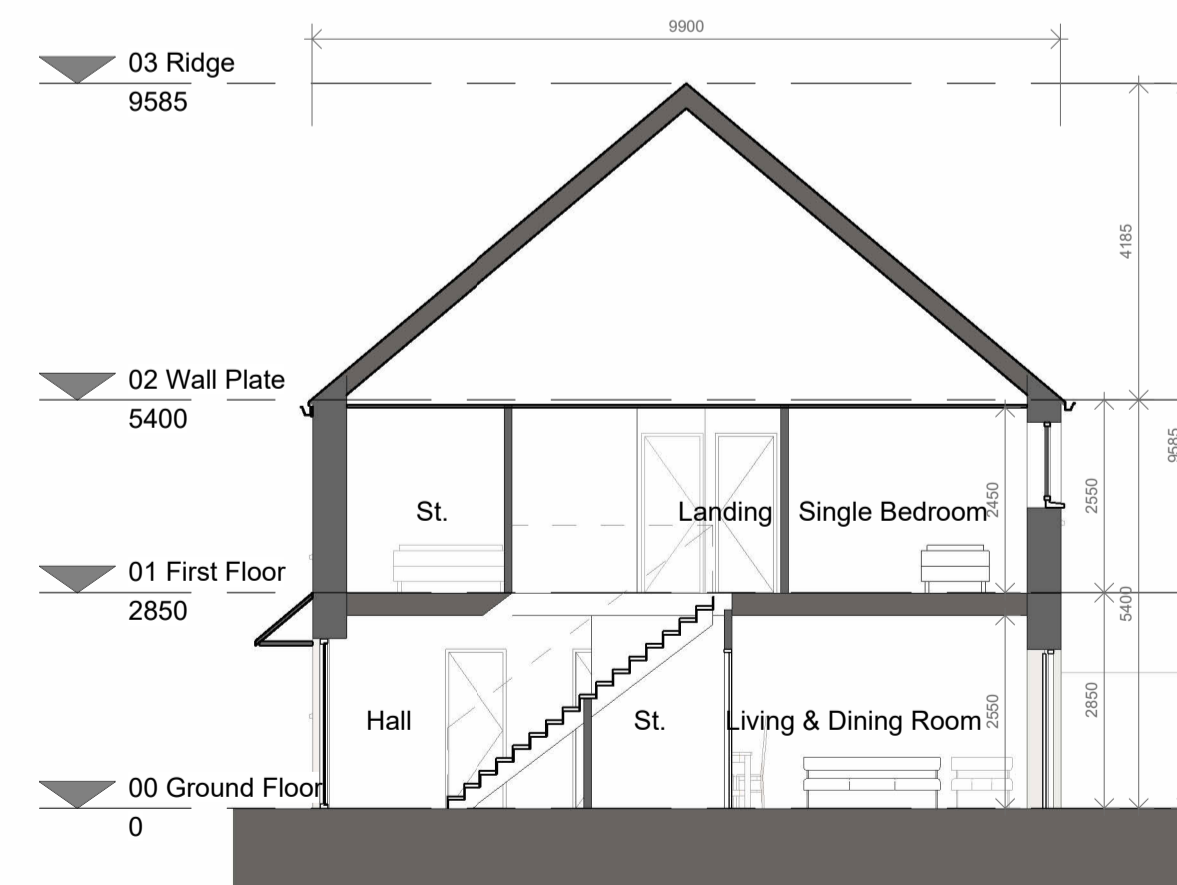 9900
03 Ridge
9585
4185
02 Wall Plate
5400
9585
St.
Landing
Single Bedroom
2450
2550
01 First Floor
2850
5400
Hall
St.
Living & Dining Room
2550
2850
00 Ground Floor
0